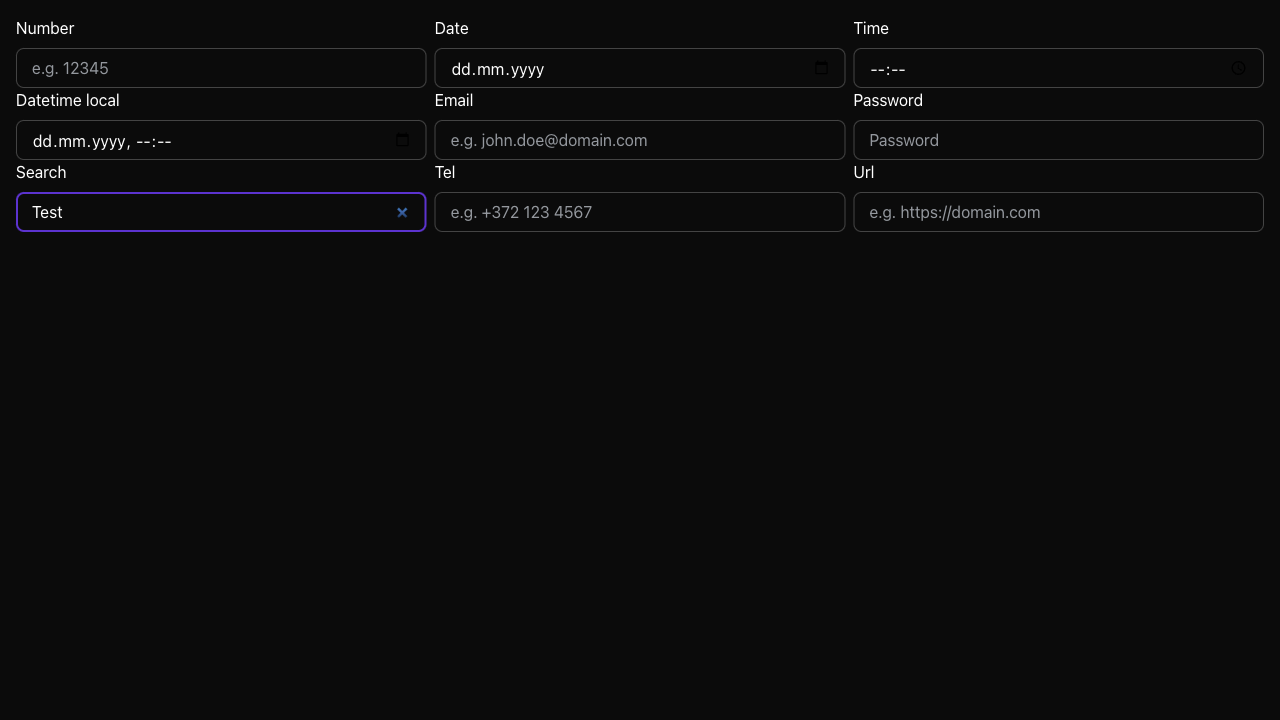 Number Date Time
e.g. 12345 dd.mm.yyyy --:--
Datetime local Email Password
dd.mm.yyyy, --:-- e.g. john.doe@domain.com Password
Search Tel Url
Test e.g. +372 123 4567 e.g. https://domain.com